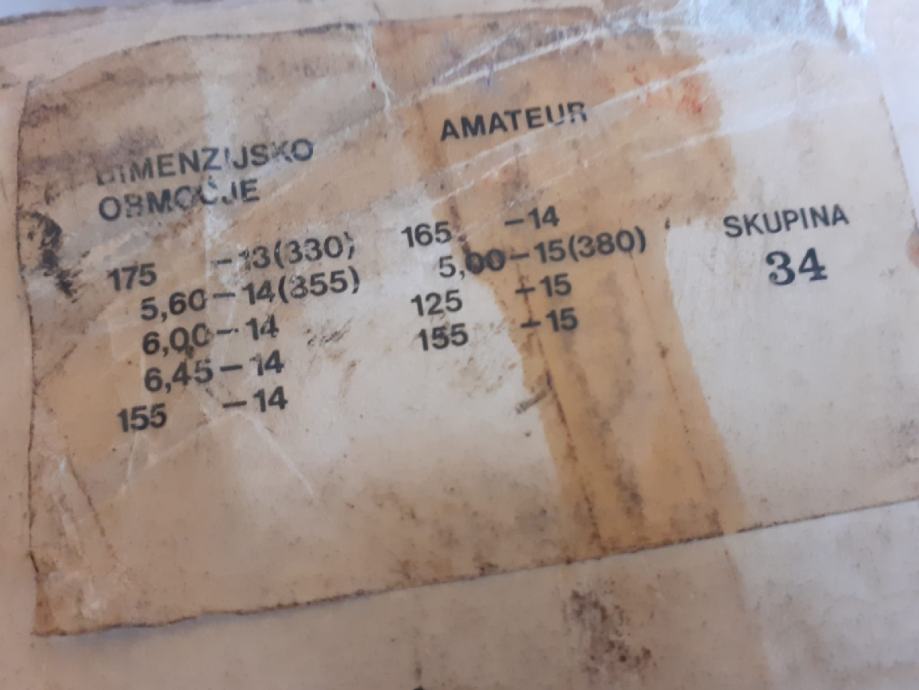 AMATEUR
DIMENZIJSKO
OBMOČJE
SKUPINA
34
175 -13(330)
5,60-14(355)
6,00-14
6,45-14
155 -14
165 -14
5,00-15(380)
125 -15
155 -15